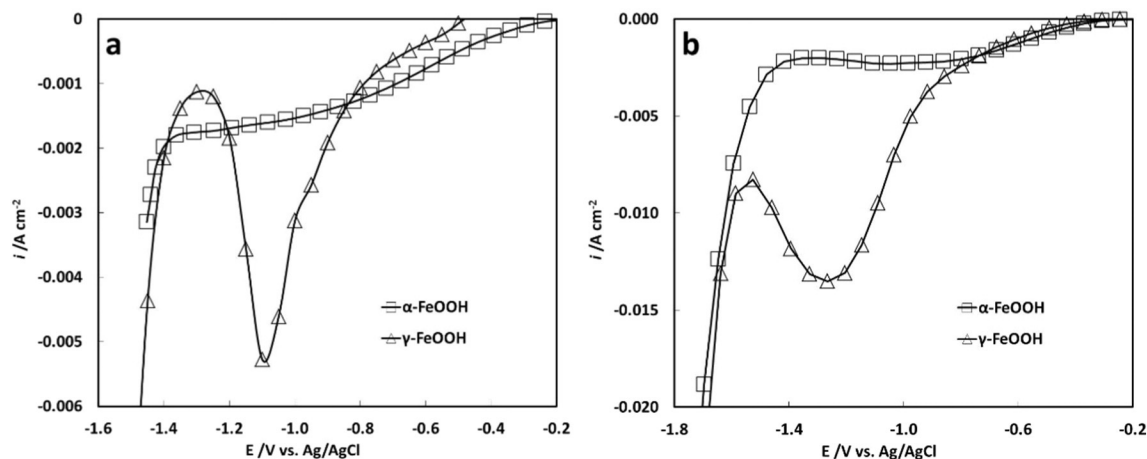 a
0
-0.001
-0.002
-0.003
-0.004
-0.005
-0.006
i /A cm-2
α-FeOOH
γ-FeOOH
-1.6 -1.4 -1.2 -1.0 -0.8 -0.6 -0.4 -0.2
E /V vs. Ag/AgCl
b
0.000
-0.005
-0.010
-0.015
-0.020
i /A cm-2
α-FeOOH
γ-FeOOH
-1.8 -1.4 -1.0 -0.6 -0.2
E /V vs. Ag/AgCl